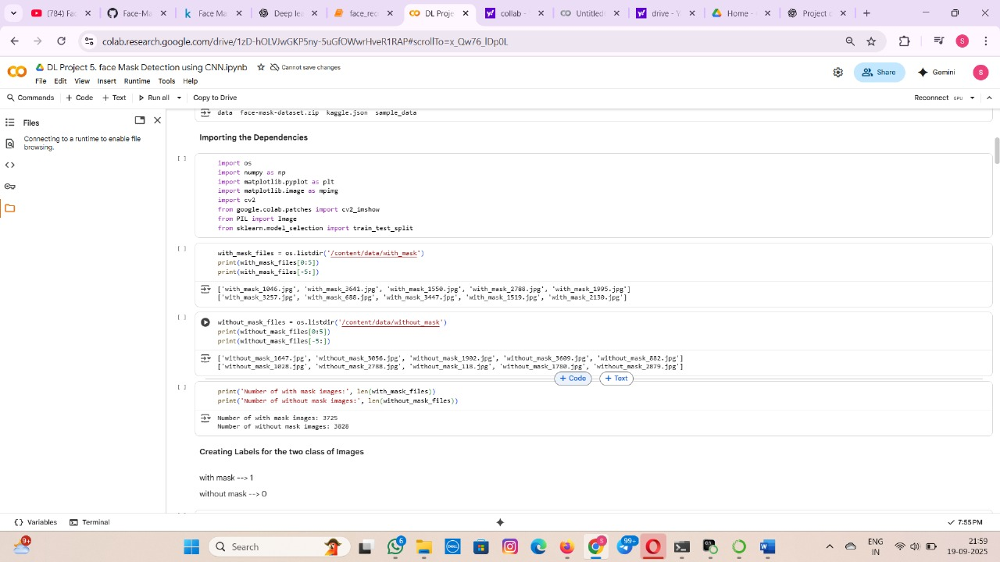 (784) Fac
Face-Ma
Face Ma
Deep lea
face_rec
DL Proje
collab -
Untitled
drive - Y
Home -
Project d
colab.research.google.com/drive/1zD-hOLVJwGKP5ny-5uGfOWwrHveR1RAP#scrollTo=x_Qw76_lDp0L
S
DL Project 5. face Mask Detection using CNN.ipynb
Cannot save changes
File Edit View Insert Runtime Tools Help
Share
Gemini
S
Commands + Code + Text Run all Copy to Drive
Reconnect GPU
Files
Connecting to a runtime to enable file
browsing.
data face-mask-dataset.zip kaggle.json sample_data
Importing the Dependencies
[ ]
import os
import numpy as np
import matplotlib.pyplot as plt
import matplotlib.image as mpimg
import cv2
from google.colab.patches import cv2_imshow
from PIL import Image
from sklearn.model_selection import train_test_split
[ ]
with_mask_files = os.listdir('/content/data/with_mask')
print(with_mask_files[0:5])
print(with_mask_files[-5:])
['with_mask_1046.jpg', 'with_mask_3641.jpg', 'with_mask_1550.jpg', 'with_mask_2788.jpg', 'with_mask_1995.jpg']
['with_mask_3257.jpg', 'with_mask_688.jpg', 'with_mask_3447.jpg', 'with_mask_1519.jpg', 'with_mask_2130.jpg']
[ ]
without_mask_files = os.listdir('/content/data/without_mask')
print(without_mask_files[0:5])
print(without_mask_files[-5:])
['without_mask_1647.jpg', 'without_mask_3056.jpg', 'without_mask_1902.jpg', 'without_mask_3609.jpg', 'without_mask_882.jpg']
['without_mask_1028.jpg', 'without_mask_2788.jpg', 'without_mask_118.jpg', 'without_mask_1780.jpg', 'without_mask_2879.jpg']
+ Code + Text
[ ]
print('Number of with mask images:', len(with_mask_files))
print('Number of without mask images:', len(without_mask_files))
Number of with mask images: 3725
Number of without mask images: 3828
Creating Labels for the two class of Images
with mask --> 1
without mask --> 0
{} Variables Terminal
7:55 PM
9+
Search
DELL
6
S
99+
ENG
IN
21:59
19-09-2025